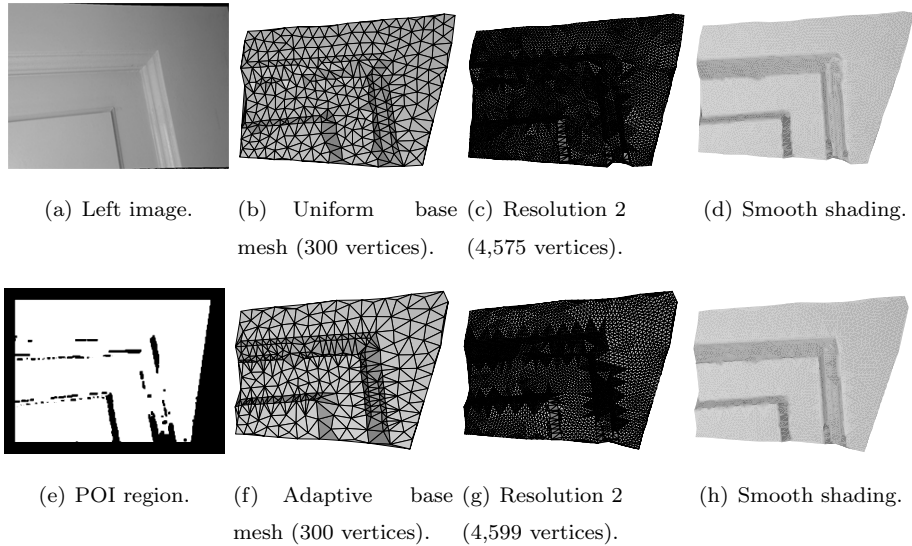 (a) Left image.
(b) Uniform base
mesh (300 vertices).
(c) Resolution 2
(4,575 vertices).
(d) Smooth shading.
(e) POI region.
(f) Adaptive base
mesh (300 vertices).
(g) Resolution 2
(4,599 vertices).
(h) Smooth shading.